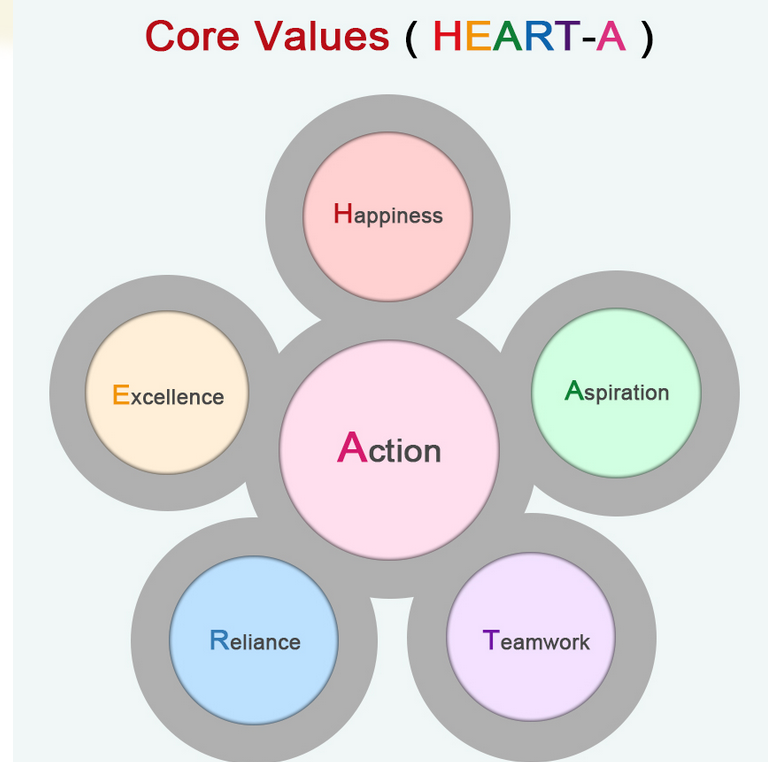 Core Values ( HEART-A )
Happiness
Excellence
Aspiration
Action
Reliance
Teamwork